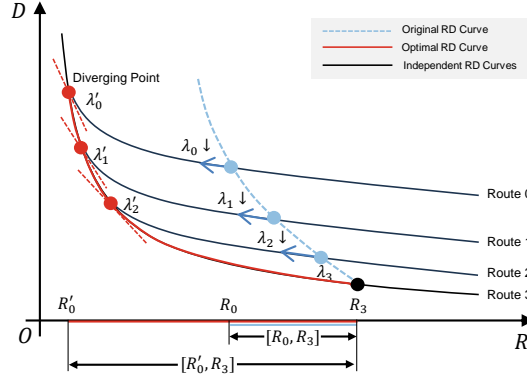 D
Original RD Curve
Optimal RD Curve
Independent RD Curves
Diverging Point
λ′₀
λ₀ ↓
Route 0
λ′₁
λ₁ ↓
Route 1
λ′₂
λ₂ ↓
λ₃
Route 2
Route 3
R′₀
R₀
R₃
O
R
[R₀, R₃]
[R′₀, R₃]